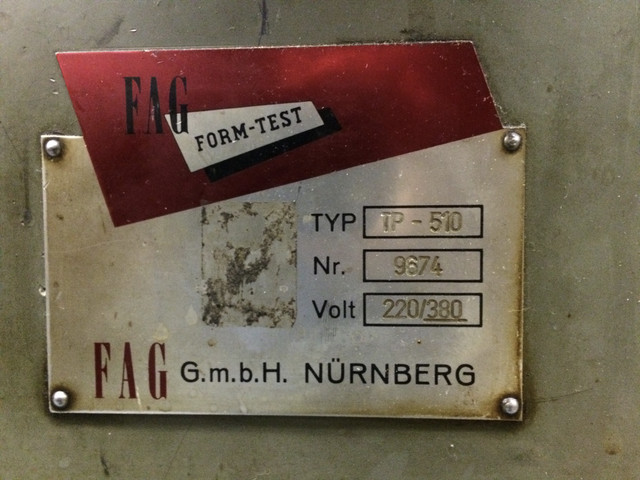 FAG
FORM-TEST
TYP TP-510
Nr. 9674
Volt 220/380
FAG G.m.b.H. NÜRNBERG